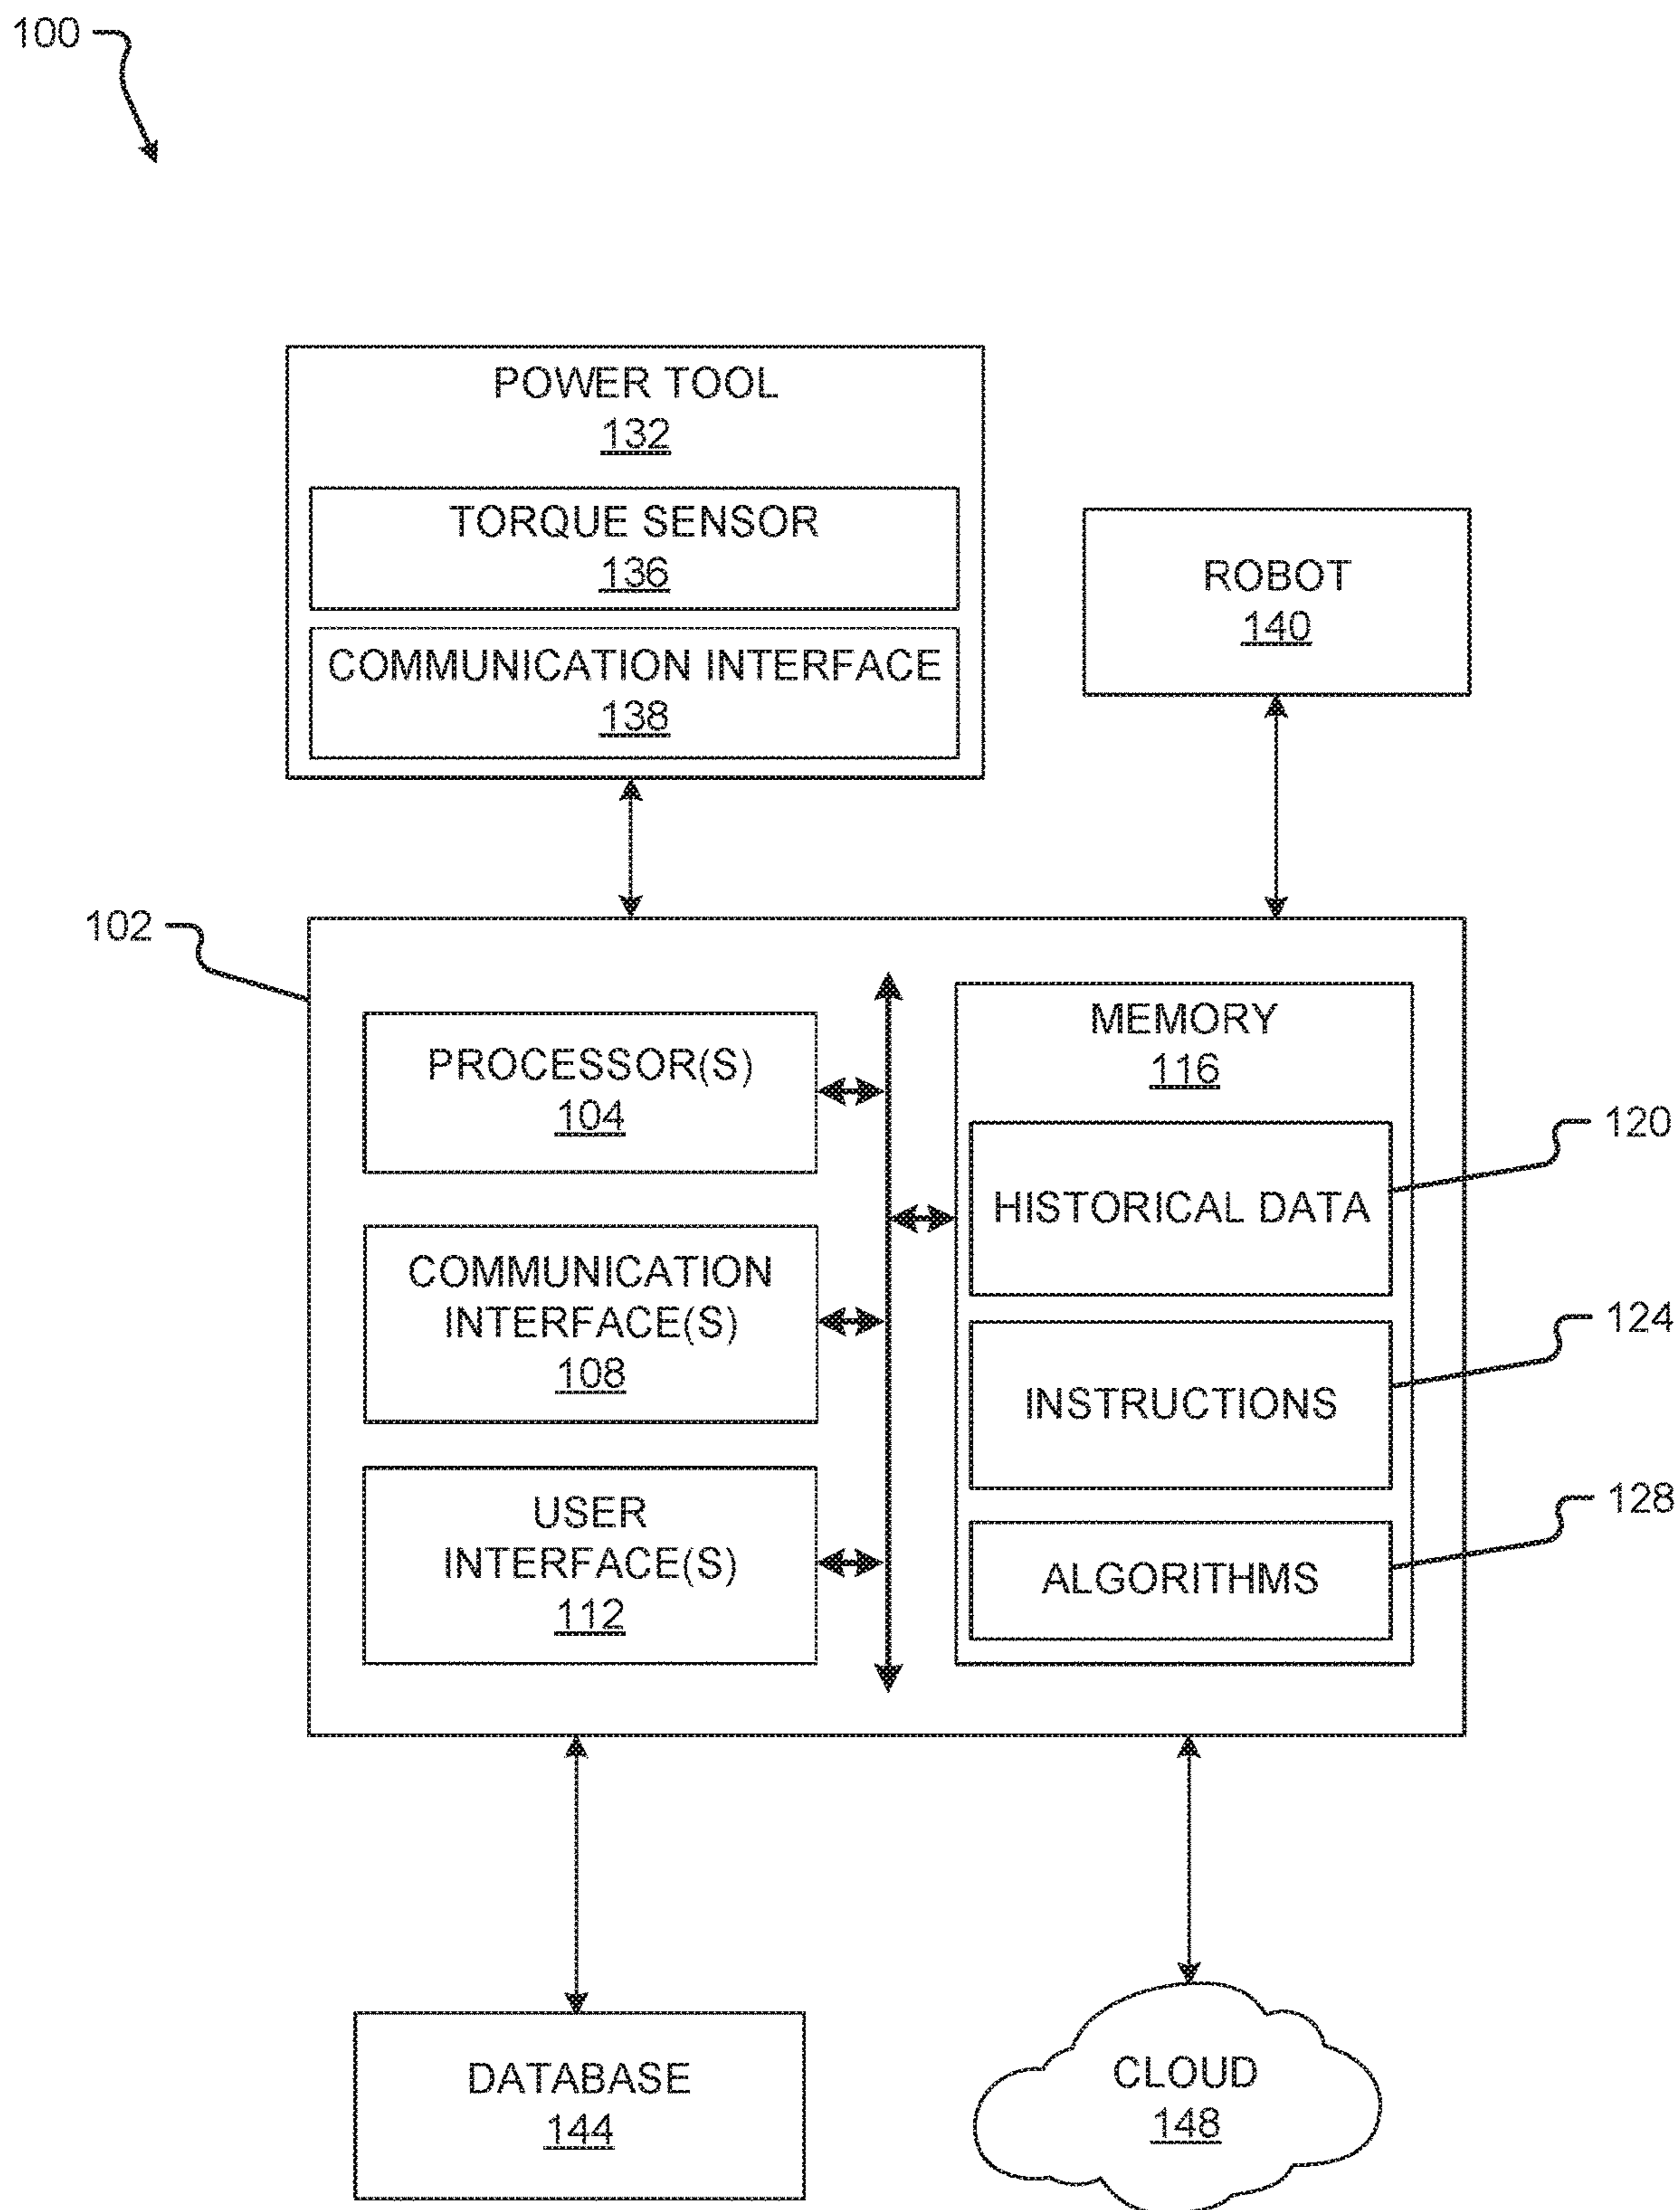 100
POWER TOOL
132
TORQUE SENSOR
136
COMMUNICATION INTERFACE
138
ROBOT
140
102
PROCESSOR(S)
104
COMMUNICATION
INTERFACE(S)
108
USER
INTERFACE(S)
112
MEMORY
116
HISTORICAL DATA
120
INSTRUCTIONS
124
ALGORITHMS
128
DATABASE
144
CLOUD
148